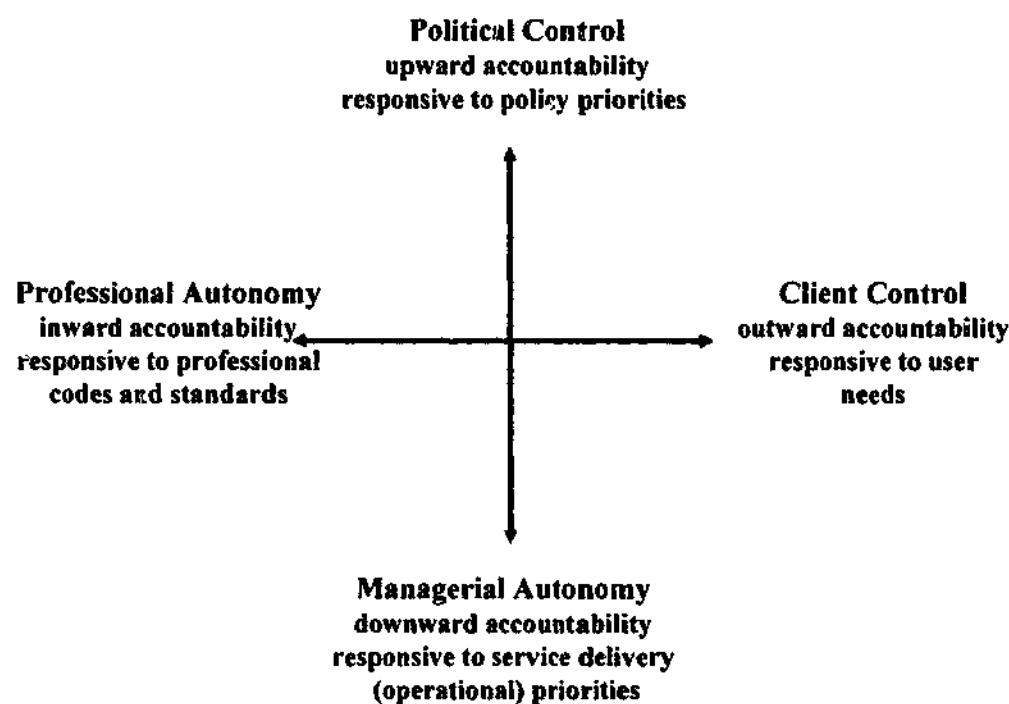 Political Control
upward accountability
responsive to policy priorities
Professional Autonomy
inward accountability
responsive to professional
codes and standards
Client Control
outward accountability
responsive to user
needs
Managerial Autonomy
downward accountability
responsive to service delivery
(operational) priorities